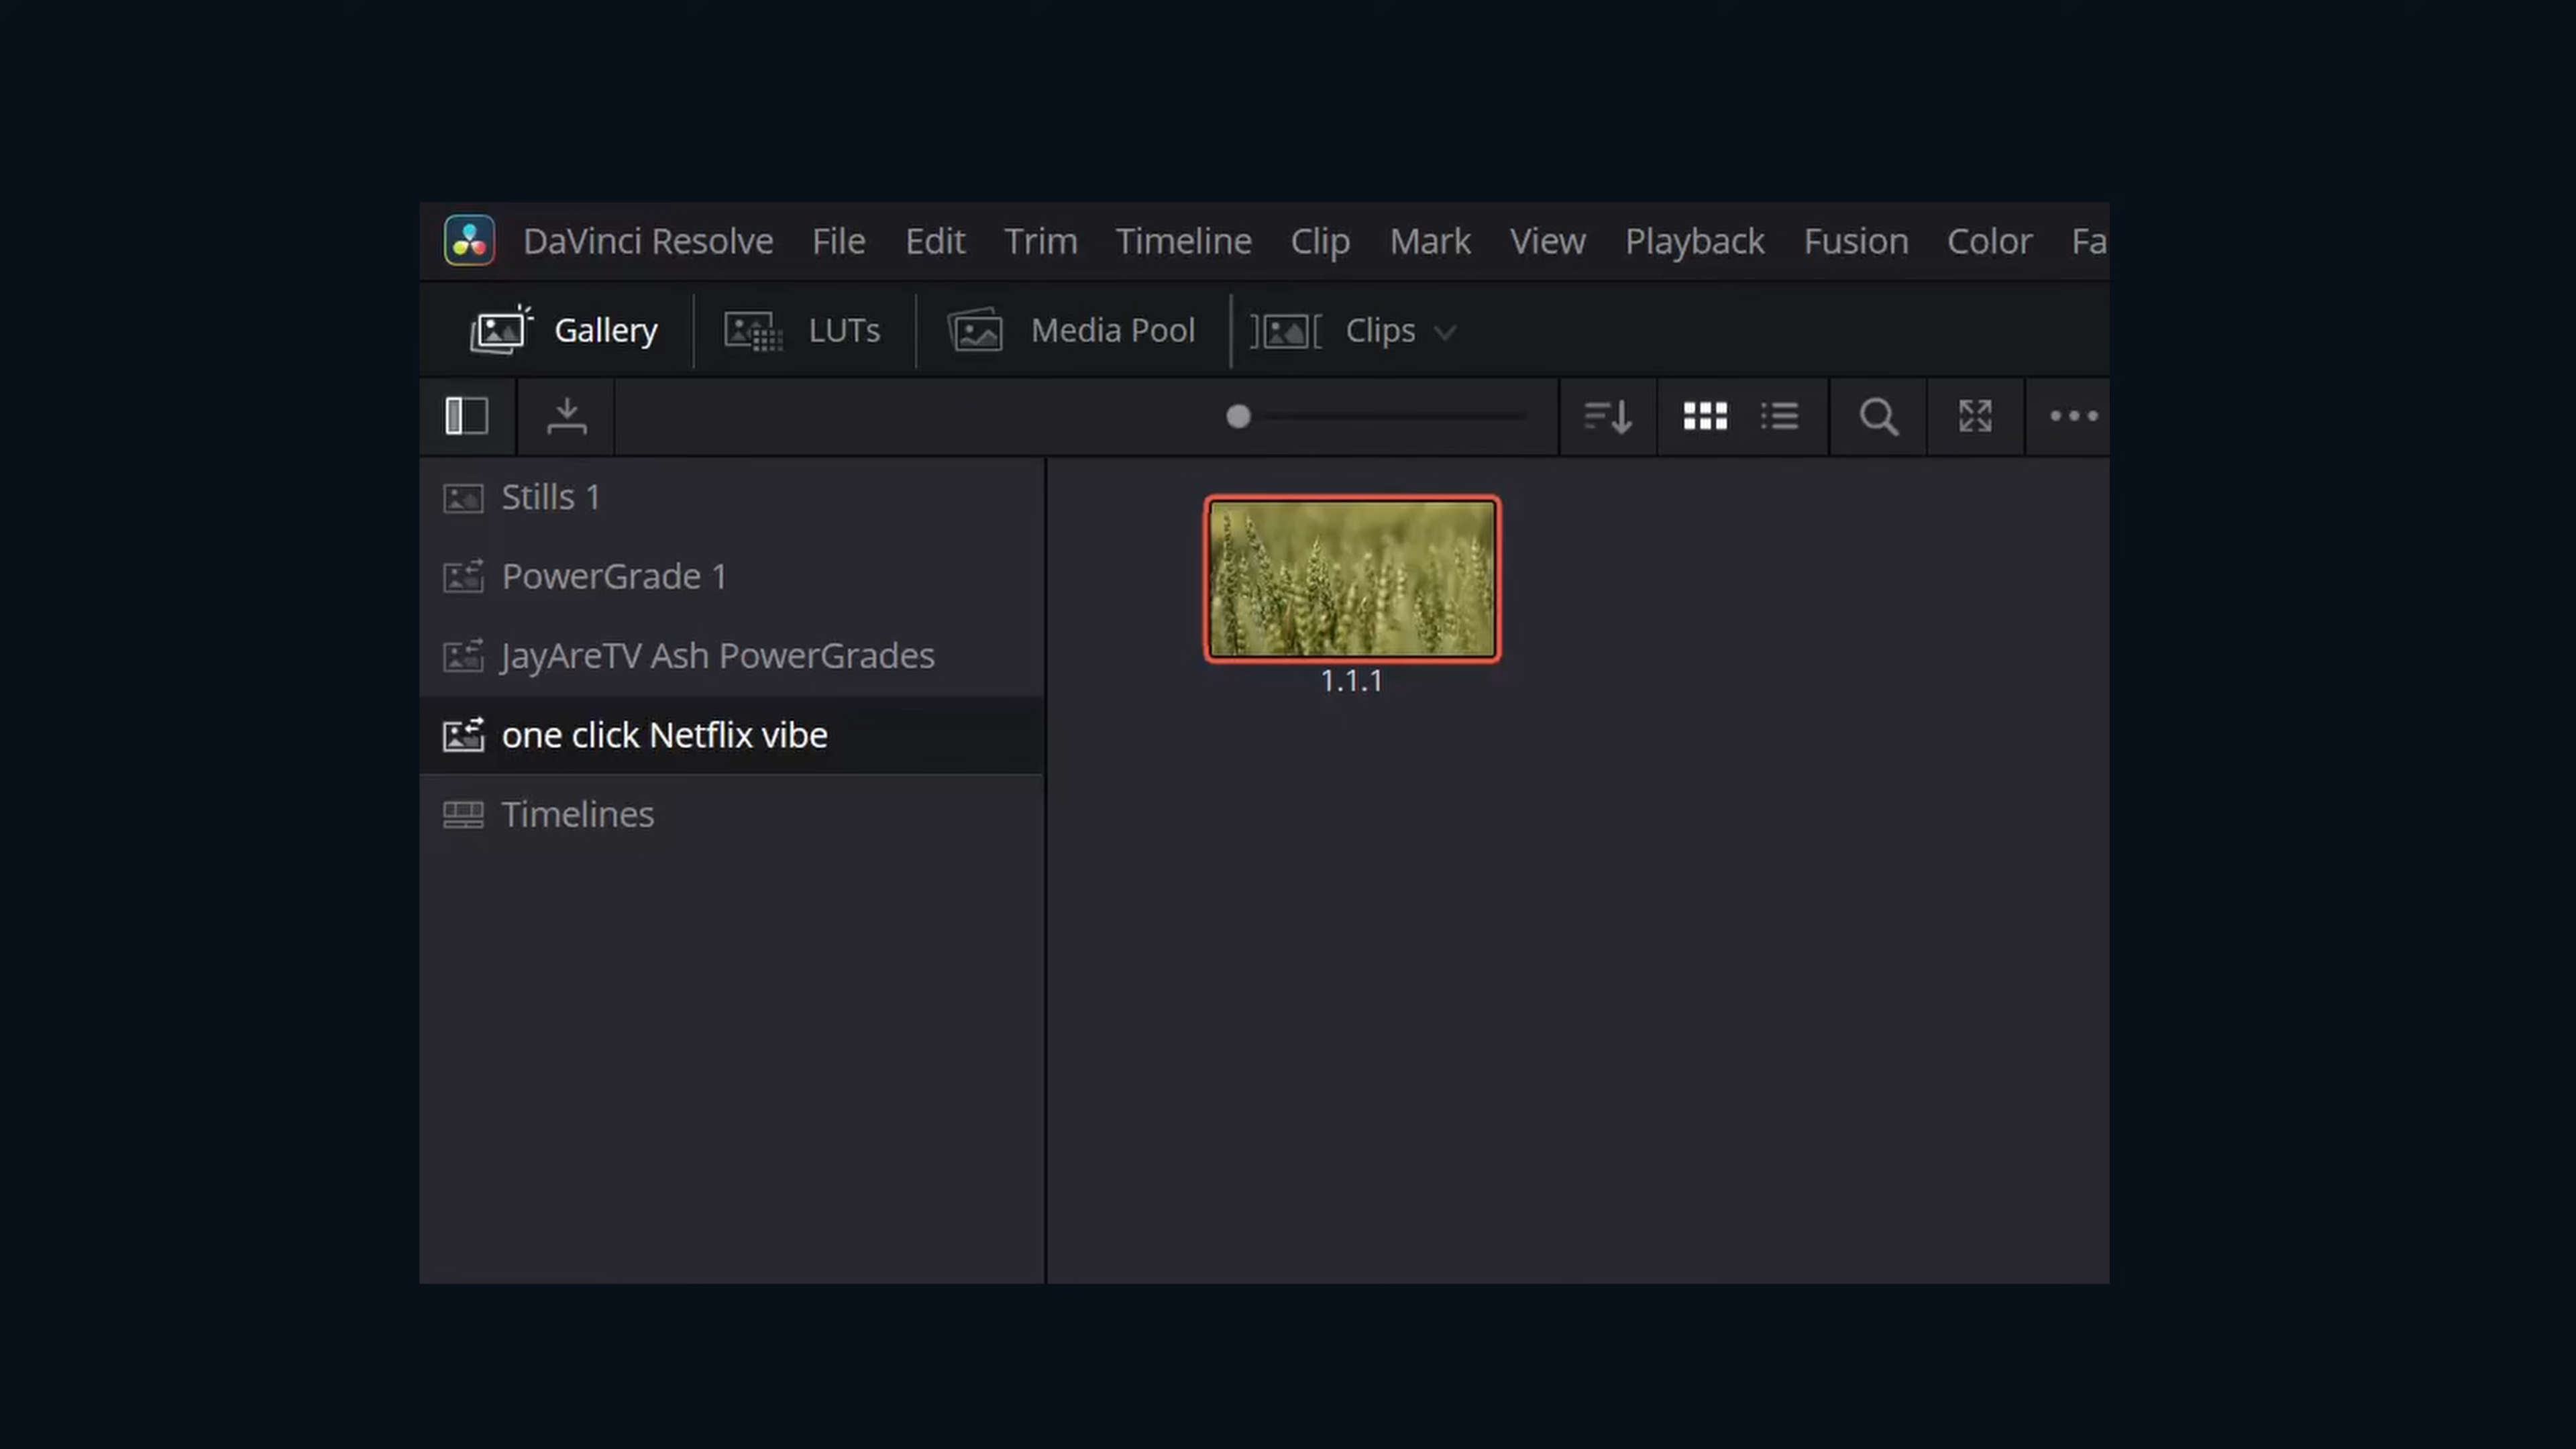 DaVinci Resolve File Edit Trim Timeline Clip Mark View Playback Fusion Color Fa
Gallery LUTs Media Pool Clips
Stills 1
PowerGrade 1
JayAreTV Ash PowerGrades
one click Netflix vibe
Timelines
1.1.1